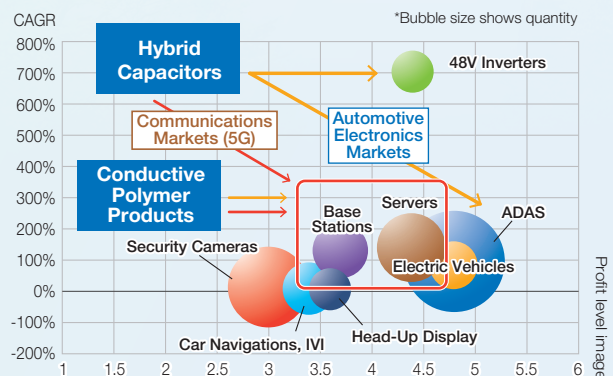 CAGR
*Bubble size shows quantity
800%
700%
600%
500%
400%
300%
200%
100%
0%
-100%
-200%
Hybrid
Capacitors
48V Inverters
Communications
Markets (5G)
Automotive
Electronics
Markets
Conductive
Polymer
Products
Base
Stations
Servers
ADAS
Security Cameras
Electric Vehicles
Car Navigations, IVI
Head-Up Display
1
1.5
2
2.5
3
3.5
4
4.5
5
5.5
6
Profit level image